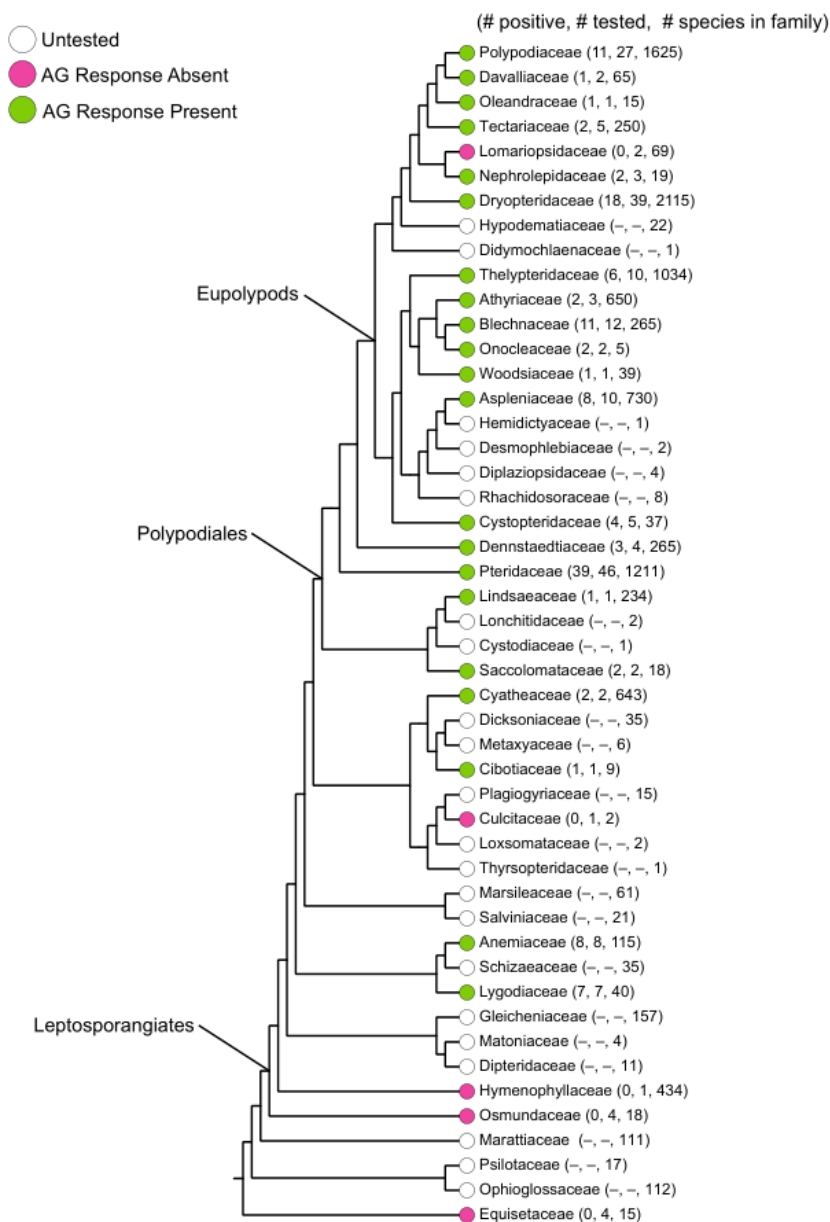 (# positive, # tested, # species in family)
Untested
AG Response Absent
AG Response Present
Polypodiaceae (11, 27, 1625)
Davalliaceae (1, 2, 65)
Oleandraceae (1, 1, 15)
Tectariaceae (2, 5, 250)
Lomariopsidaceae (0, 2, 69)
Nephrolepidaceae (2, 3, 19)
Dryopteridaceae (18, 39, 2115)
Hypodematiaceae (–, –, 22)
Didymochlaenaceae (–, –, 1)
Thelypteridaceae (6, 10, 1034)
Eupolypods
Athyriaceae (2, 3, 650)
Blechnaceae (11, 12, 265)
Onocleaceae (2, 2, 5)
Woodsiaceae (1, 1, 39)
Aspleniaceae (8, 10, 730)
Hemidictyaceae (–, –, 1)
Desmophlebiaceae (–, –, 2)
Diplaziopsidaceae (–, –, 4)
Rhachidosoraceae (–, –, 8)
Cystopteridaceae (4, 5, 37)
Polypodiales
Dennstaedtiaceae (3, 4, 265)
Pteridaceae (39, 46, 1211)
Lindsaeaceae (1, 1, 234)
Lonchitidaceae (–, –, 2)
Cystodiaceae (–, –, 1)
Saccolomataceae (2, 2, 18)
Cyatheaceae (2, 2, 643)
Dicksoniaceae (–, –, 35)
Metaxyaceae (–, –, 6)
Cibotiaceae (1, 1, 9)
Plagiogyriaceae (–, –, 15)
Culcitaceae (0, 1, 2)
Loxsomataceae (–, –, 2)
Thyrsopteridaceae (–, –, 1)
Marsileaceae (–, –, 61)
Salviniaceae (–, –, 21)
Anemiaceae (8, 8, 115)
Schizaeaceae (–, –, 35)
Lygodiaceae (7, 7, 40)
Gleicheniaceae (–, –, 157)
Leptosporangiates
Matoniaceae (–, –, 4)
Dipteridaceae (–, –, 11)
Hymenophyllaceae (0, 1, 434)
Osmundaceae (0, 4, 18)
Marattiaceae (–, –, 111)
Psilotaceae (–, –, 17)
Ophioglossaceae (–, –, 112)
Equisetaceae (0, 4, 15)